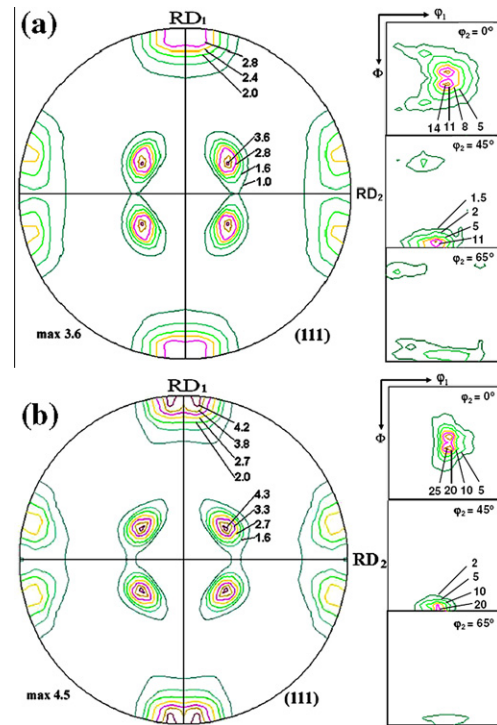 (a)
RD₁
2.8
2.4
2.0
3.6
2.8
1.6
1.0
RD₂
max 3.6
(111)
φ₁
Φ
φ₂ = 0°
14 11 8 5
φ₂ = 45°
1.5
2
5
11
φ₂ = 65°
(b)
RD₁
4.2
3.8
2.7
2.0
4.3
3.3
2.7
1.6
RD₂
max 4.5
(111)
φ₁
Φ
φ₂ = 0°
25 20 10 5
φ₂ = 45°
2
5
10
20
φ₂ = 65°